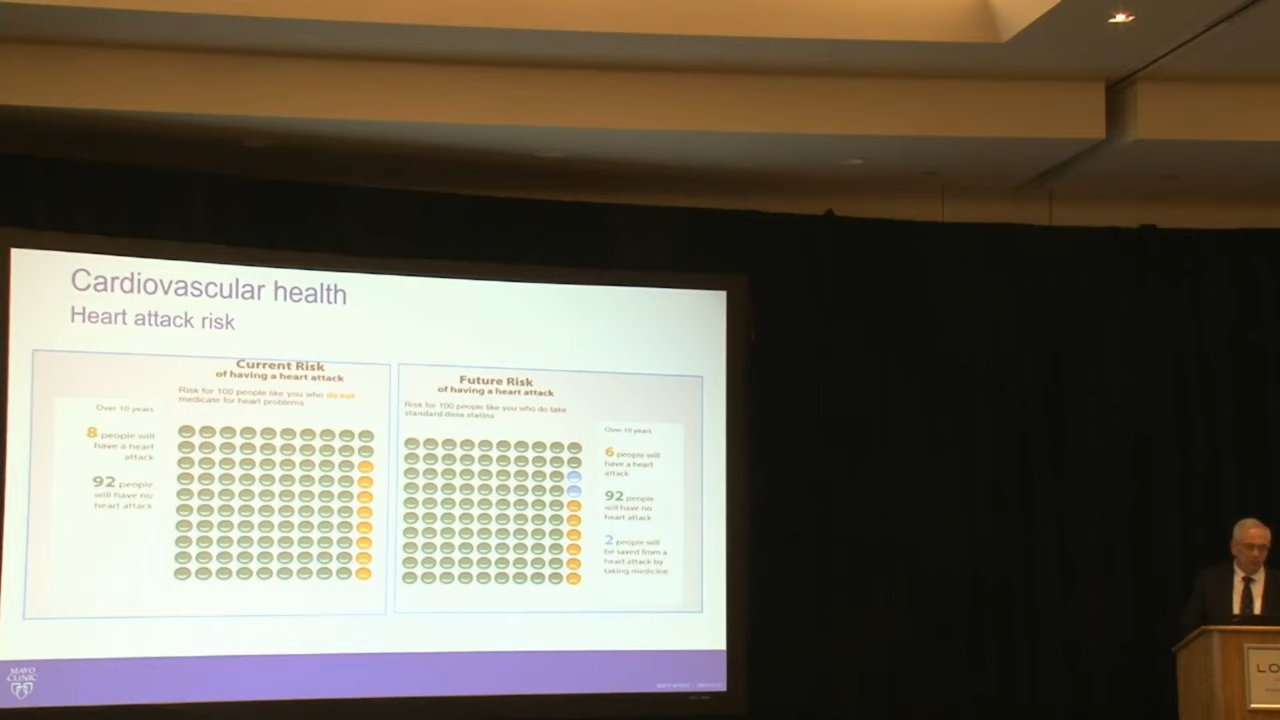 Cardiovascular health
Heart attack risk
Current Risk
of having a heart attack
Risk for 100 people like you who do not
medicate for heart problems
Over 10 years
8 people will
have a heart
attack
92 people
will have no
heart attack
Future Risk
of having a heart attack
Risk for 100 people like you who do take
standard dose statins
Over 10 years
6 people will
have a heart
attack
92 people
will have no
heart attack
2 people will
be saved from a
heart attack by
taking medicine
MAYO
CLINIC
LO